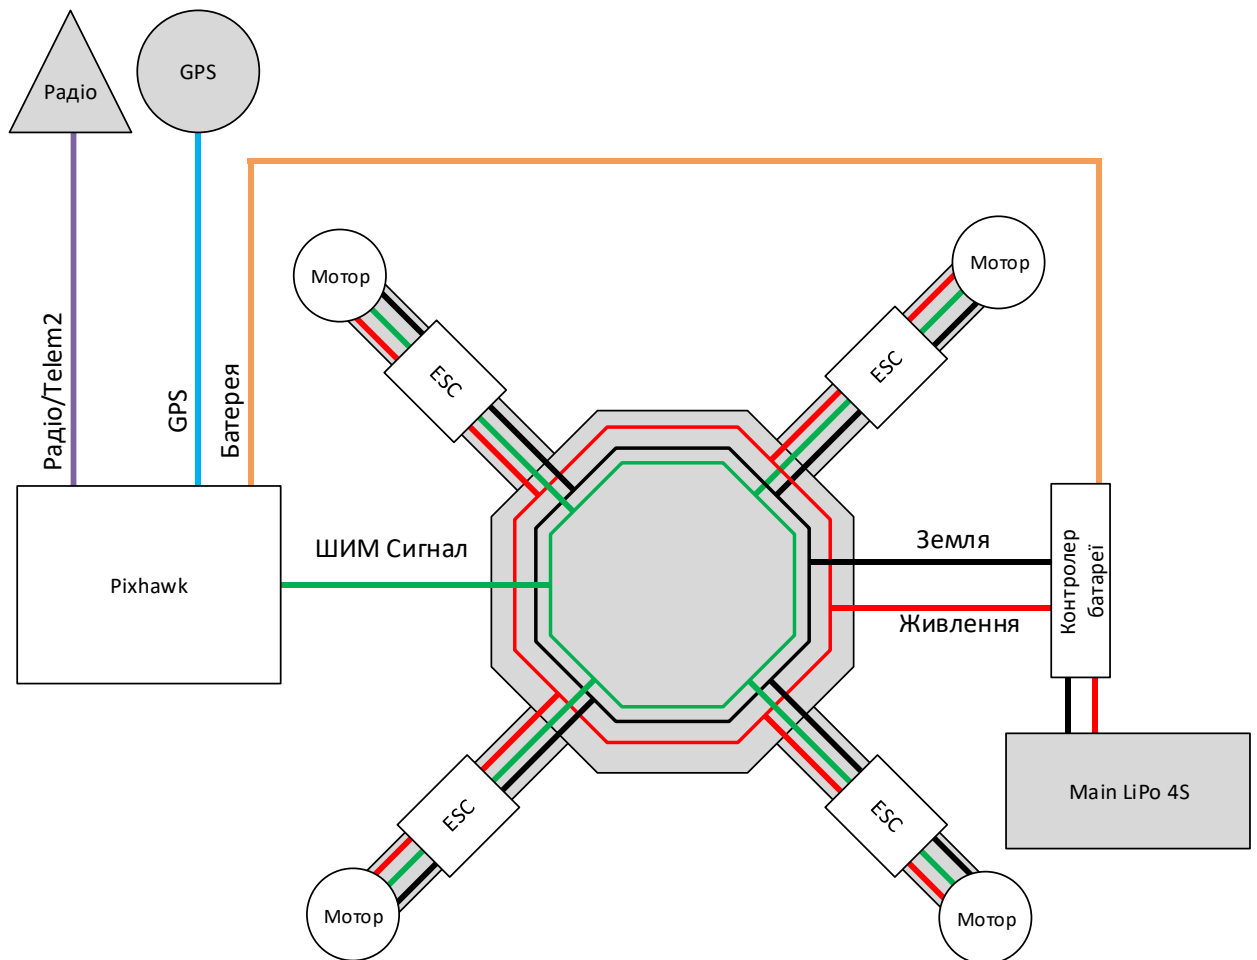 Радіо
GPS
Радіо/Telem2
GPS
Батерея
Мотор
Мотор
ESC
ESC
ШИМ Сигнал
Pixhawk
Земля
Живлення
Контролер
батареї
Main LiPo 4S
ESC
ESC
Мотор
Мотор